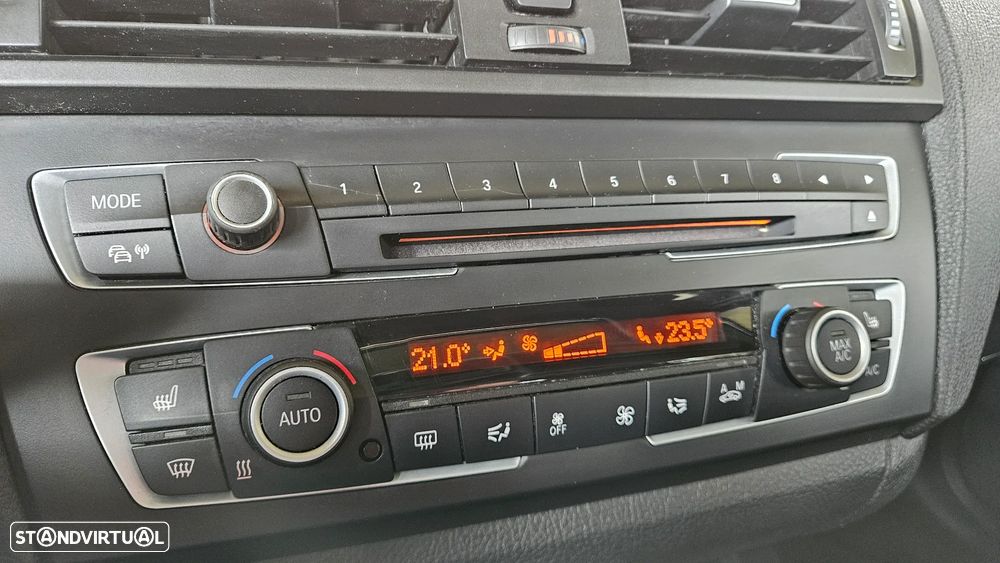 MODE
1 2 3 4 5 6 7 8
21.0° 23.5°
MAX
A/C
AUTO
OFF
A M
A/C
STANDVIRTUAL